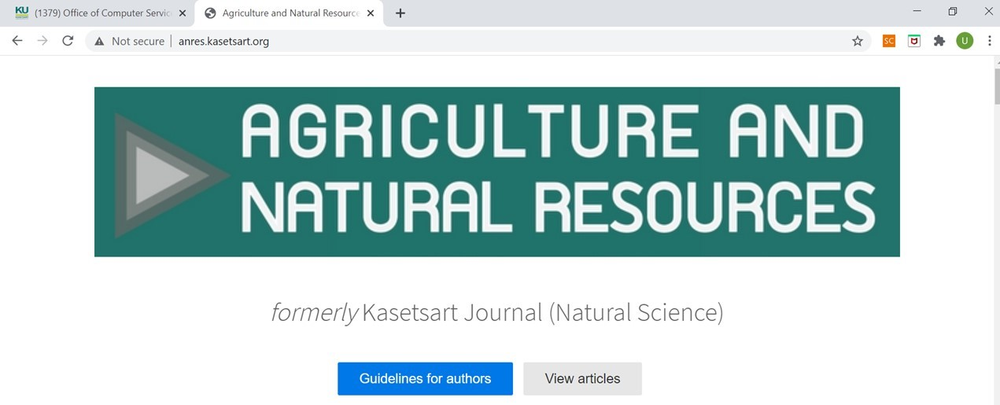 KU
(1379) Office of Computer Servic
Agriculture and Natural Resource
Not secure
anres.kasetsart.org
SC
U
AGRICULTURE AND
NATURAL RESOURCES
formerly Kasetsart Journal (Natural Science)
Guidelines for authors
View articles